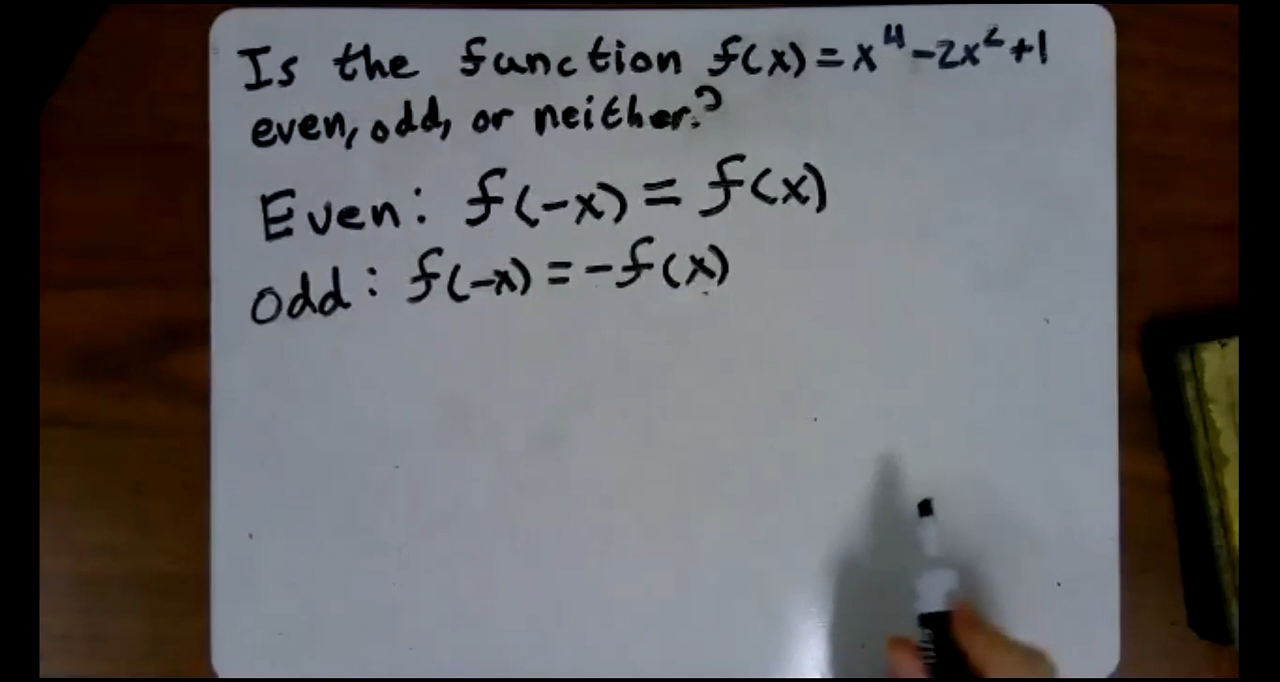 Is the function f(x) = x⁴ - 2x² + 1
even, odd, or neither?
Even: f(-x) = f(x)
odd: f(-x) = -f(x)